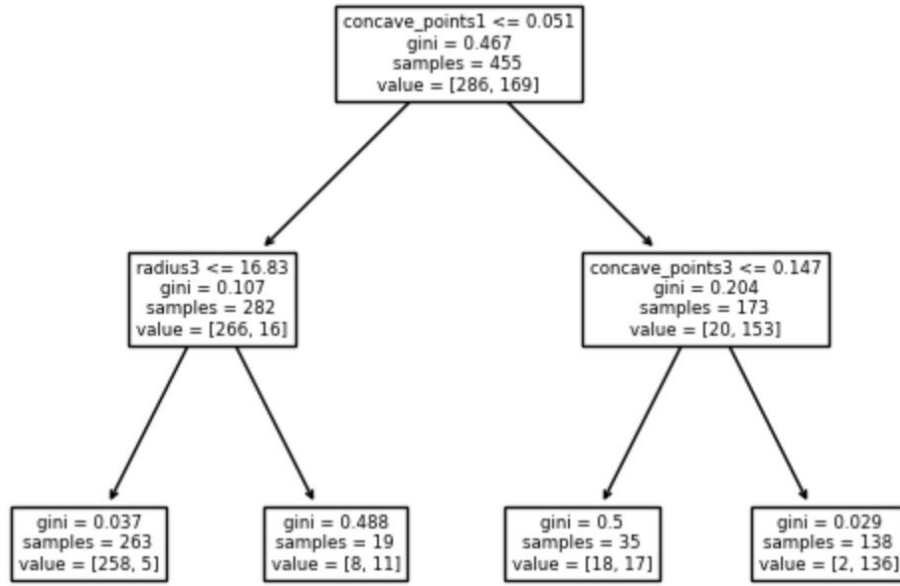 concave_points1 <= 0.051
gini = 0.467
samples = 455
value = [286, 169]
radius3 <= 16.83
gini = 0.107
samples = 282
value = [266, 16]
concave_points3 <= 0.147
gini = 0.204
samples = 173
value = [20, 153]
gini = 0.037
samples = 263
value = [258, 5]
gini = 0.488
samples = 19
value = [8, 11]
gini = 0.5
samples = 35
value = [18, 17]
gini = 0.029
samples = 138
value = [2, 136]